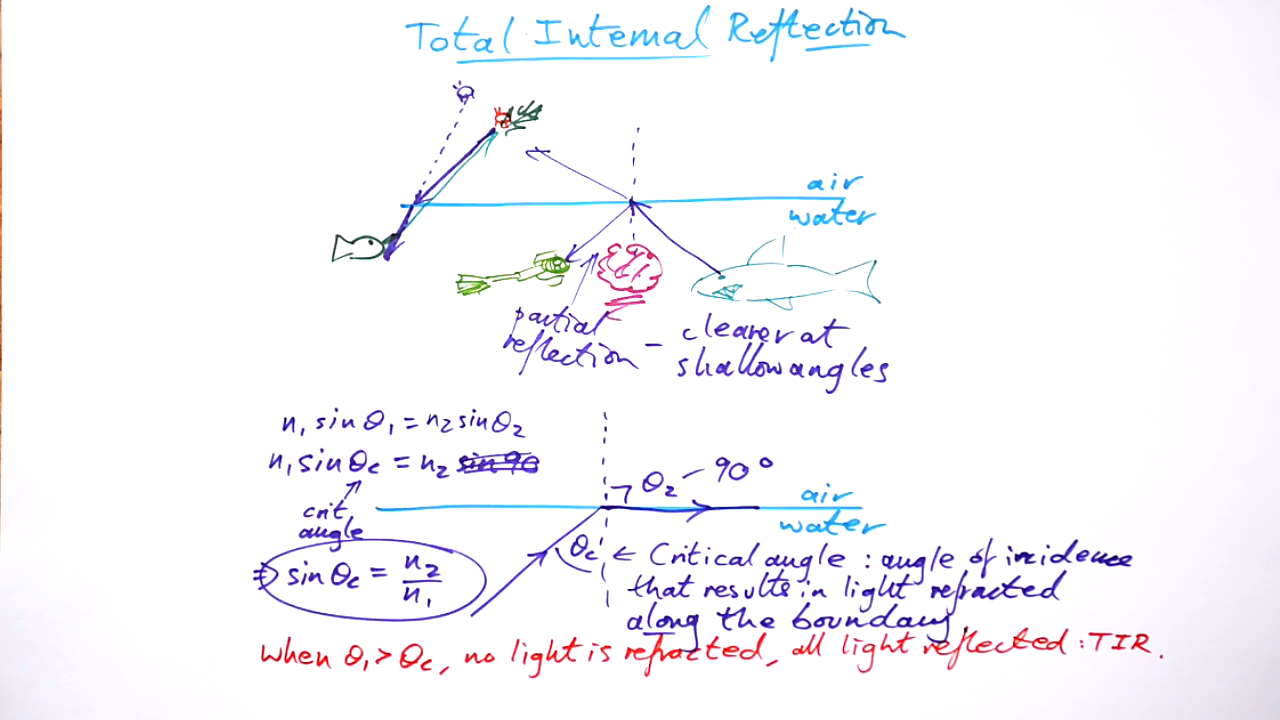 Total Internal Reflection
air
water
partial
reflection – clearer at
shallow angles
n₁ sin θ₁ = n₂ sin θ₂
n₁ sin θc = n₂ sin 90
crit
angle
θ₂ – 90°
air
water
⇒ sin θc = n₂/n₁
θc ← Critical angle : angle of incidence
that results in light refracted
along the boundary.
when θ₁ > θc, no light is refracted, all light reflected : TIR.